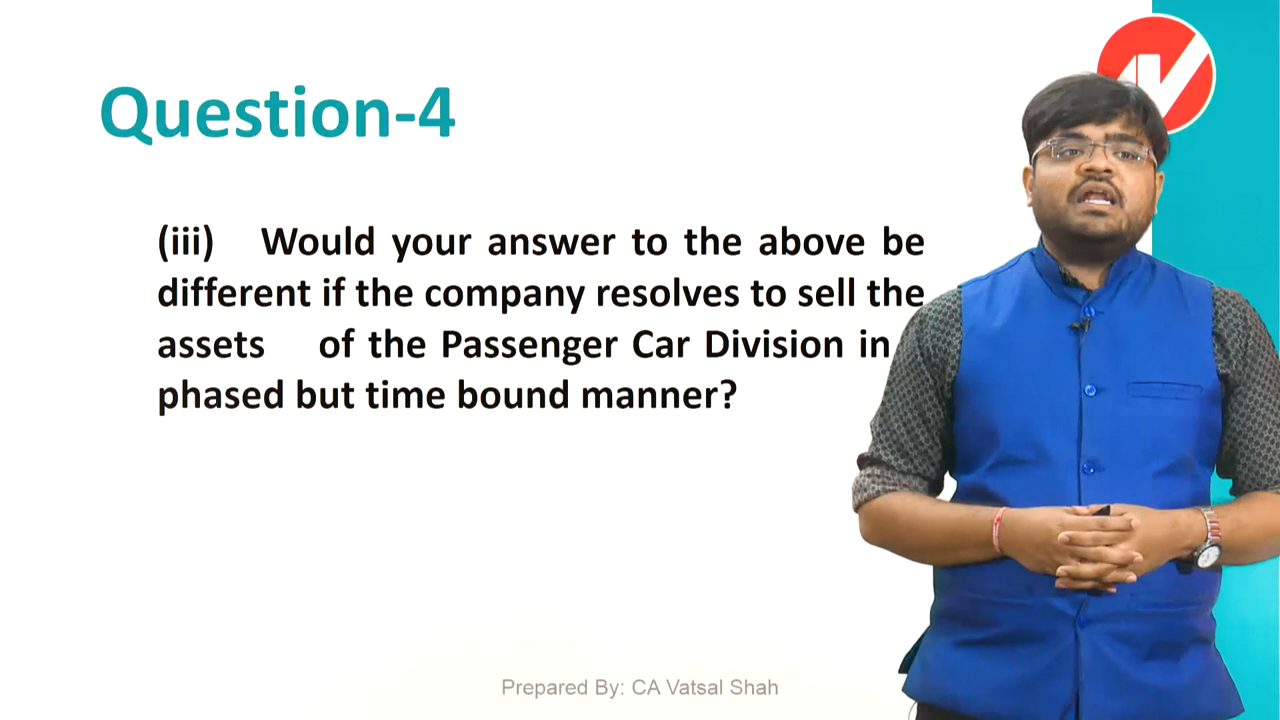 Question-4
(iii) Would your answer to the above be
different if the company resolves to sell the
assets of the Passenger Car Division in
phased but time bound manner?
Prepared By: CA Vatsal Shah